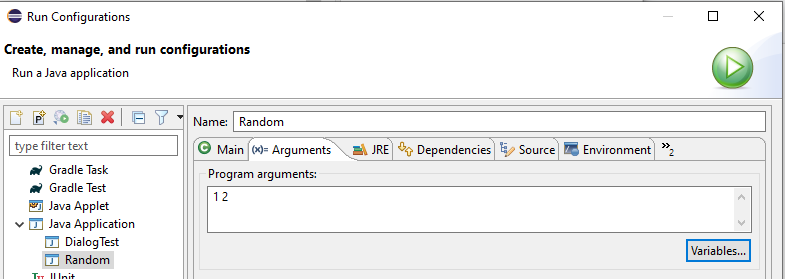 Run Configurations
Create, manage, and run configurations
Run a Java application
type filter text
Gradle Task
Gradle Test
Java Applet
Java Application
DialogTest
Random
JUnit
Name: Random
Main (x)= Arguments JRE Dependencies Source Environment »2
Program arguments:
1 2
Variables...